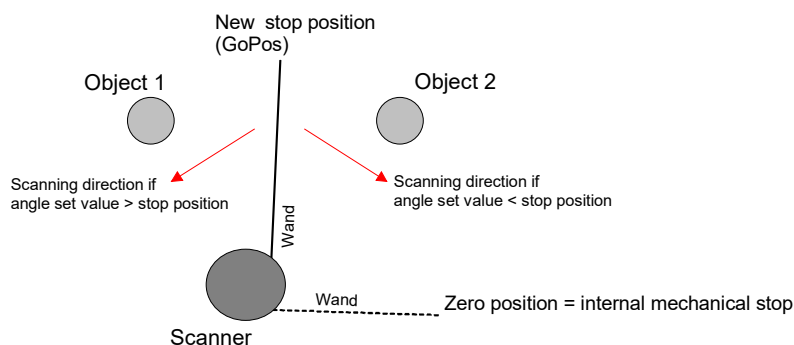 New stop position
(GoPos)
Object 1
Object 2
Scanning direction if
angle set value > stop position
Scanning direction if
angle set value < stop position
Wand
Wand
Zero position = internal mechanical stop
Scanner